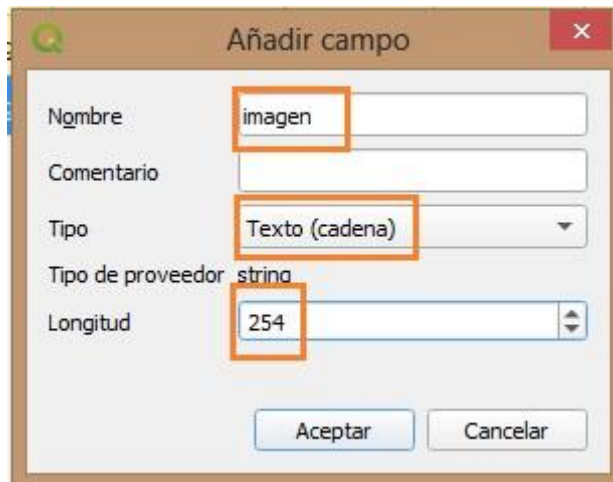 Añadir campo
Nombre imagen
Comentario
Tipo Texto (cadena)
Tipo de proveedor string
Longitud 254
Aceptar Cancelar